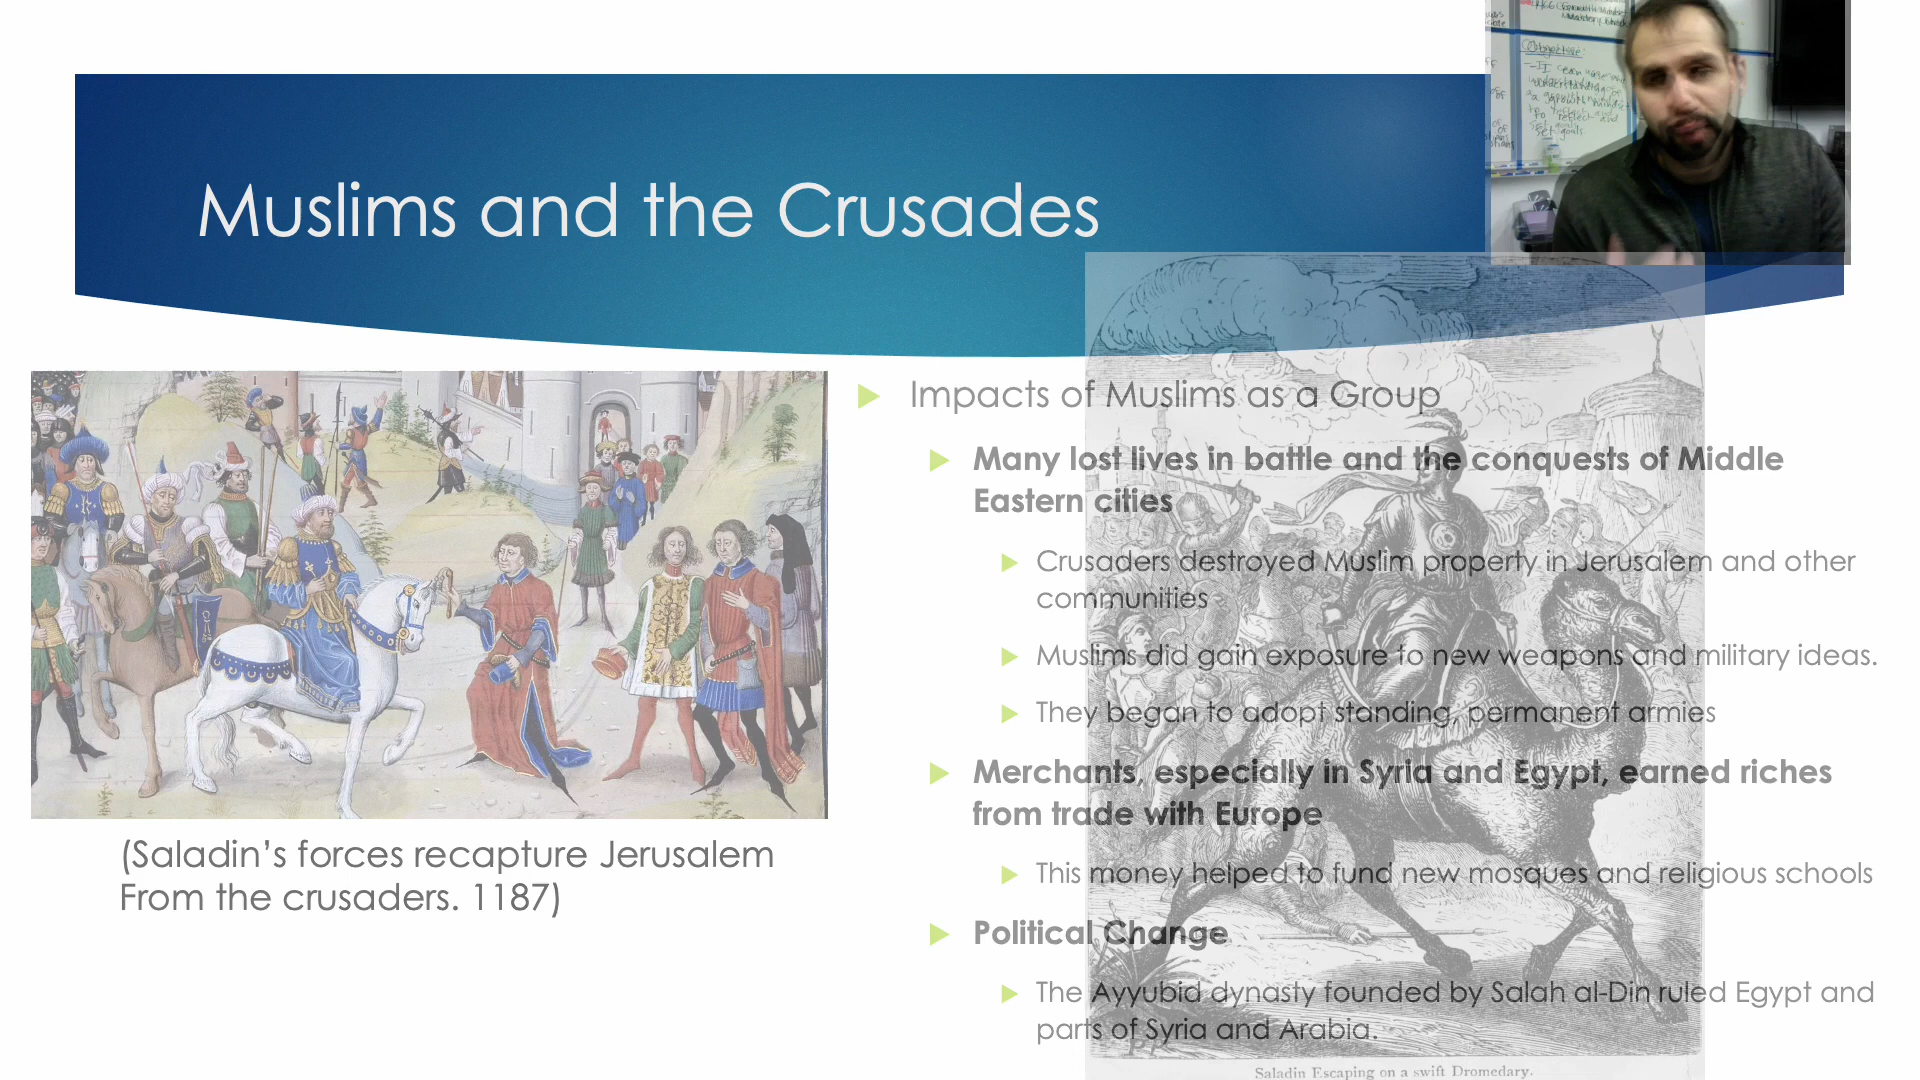 Muslims and the Crusades
Objective:
Impacts of Muslims as a Group
Many lost lives in battle and the conquests of Middle
Eastern cities
Crusaders destroyed Muslim property in Jerusalem and other
communities
Muslims did gain exposure to new weapons and military ideas.
They began to adopt standing, permanent armies
Merchants, especially in Syria and Egypt, earned riches
from trade with Europe
This money helped to fund new mosques and religious schools
Political Change
The Ayyubid dynasty founded by Salah al-Din ruled Egypt and
parts of Syria and Arabia.
(Saladin’s forces recapture Jerusalem
From the crusaders. 1187)
Saladin Escaping on a swift Dromedary.